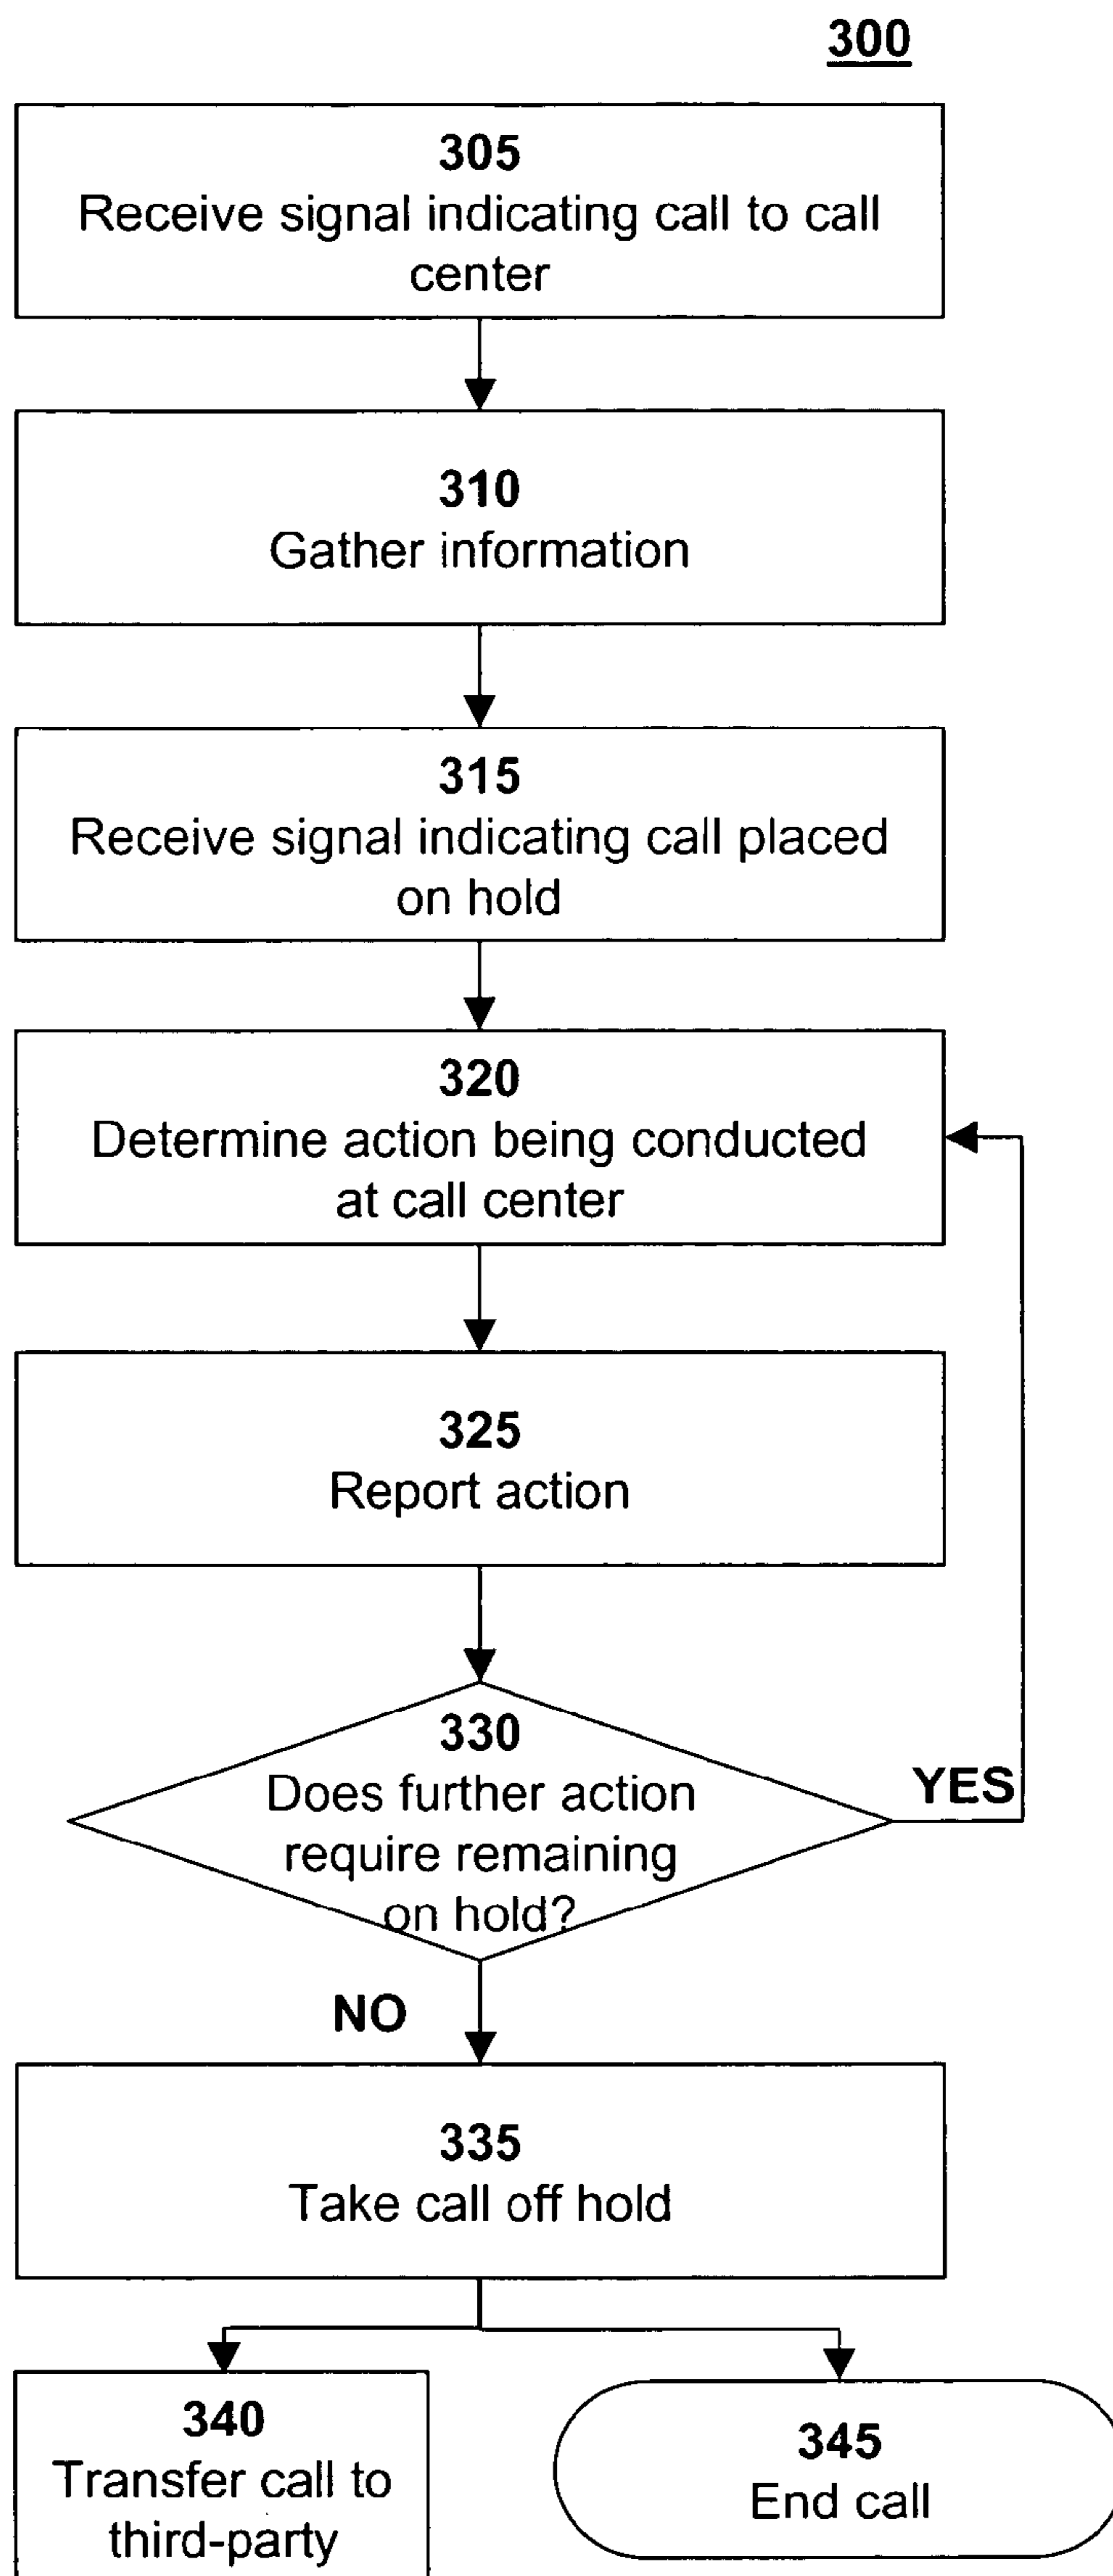 300
305
Receive signal indicating call to call
center
310
Gather information
315
Receive signal indicating call placed
on hold
320
Determine action being conducted
at call center
325
Report action
330
Does further action
require remaining
on hold?
YES
NO
335
Take call off hold
340
Transfer call to
third-party
345
End call